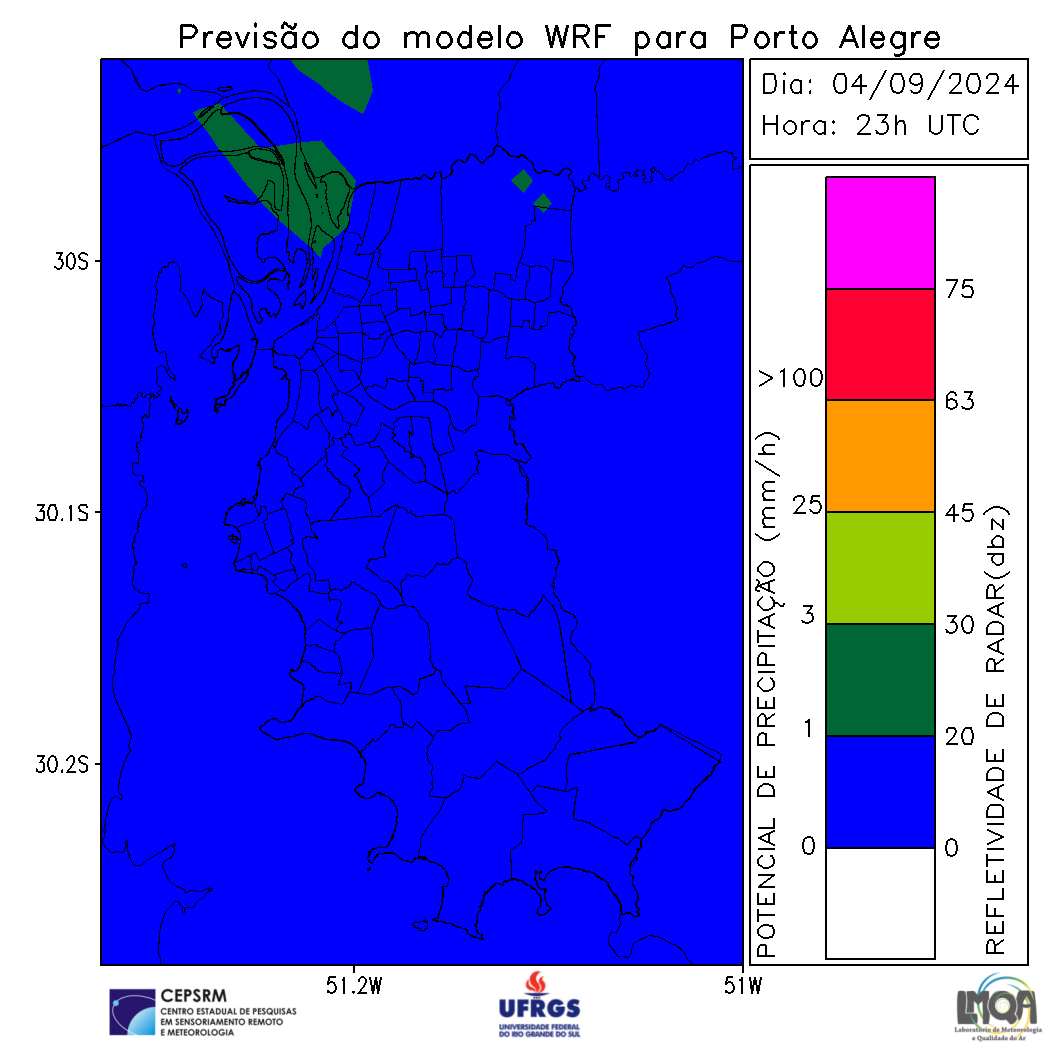 Previsão do modelo WRF para Porto Alegre
Dia: 04/09/2024
Hora: 23h UTC
30S
30.1S
30.2S
51.2W
51W
POTENCIAL DE PRECIPITAÇÃO (mm/h)
>100
25
3
1
0
75
63
45
30
20
0
REFLETIVIDADE DE RADAR(dbz)
CEPSRM
CENTRO ESTADUAL DE PESQUISAS
EM SENSORIAMENTO REMOTO
E METEOROLOGIA
UFRGS
UNIVERSIDADE FEDERAL
DO RIO GRANDE DO SUL
LMQA
Laboratório de Meteorologia
e Qualidade do Ar